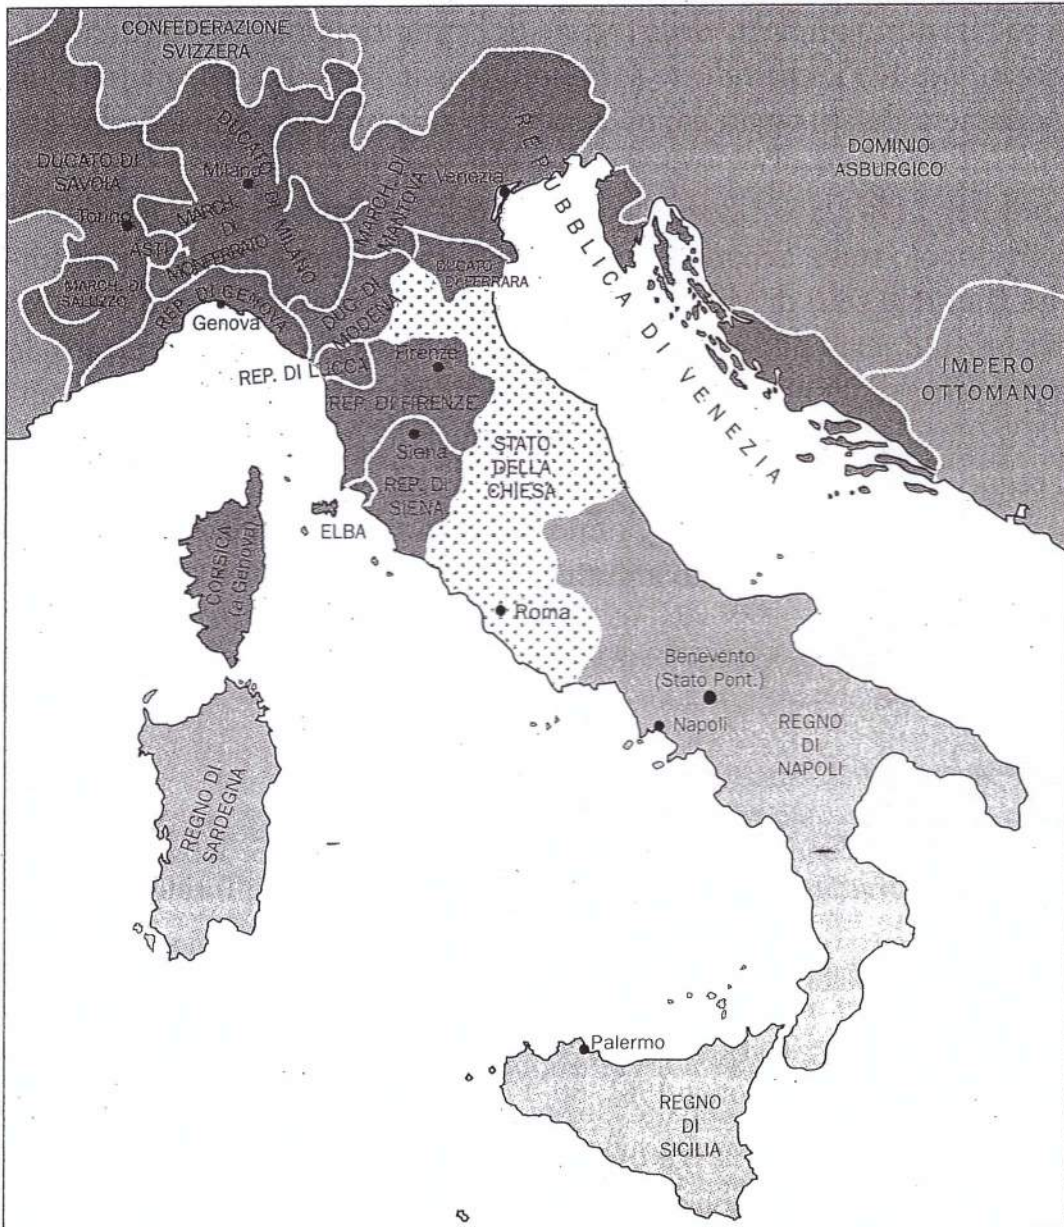 CONFEDERAZIONE
SVIZZERA
DUCATO DI
SAVOIA
DUCATO DI MILANO
Milano
Torino
ASTI
MARCH.
DI
MONFERRATO
MARCH. DI
SALUZZO
REP. DI GENOVA
Genova
MARCH. DI
MANTOVA
Venezia
REPUBBLICA DI VENEZIA
DOMINIO
ASBURGICO
DUCATO
DI FERRARA
DUC. DI
MODENA
REP. DI LUCCA
Firenze
REP. DI FIRENZE
IMPERO
OTTOMANO
Siena
REP. DI
SIENA
STATO
DELLA
CHIESA
ELBA
CORSICA
(a Genova)
Roma
Benevento
(Stato Pont.)
Napoli
REGNO
DI
NAPOLI
REGNO DI
SARDEGNA
Palermo
REGNO
DI
SICILIA